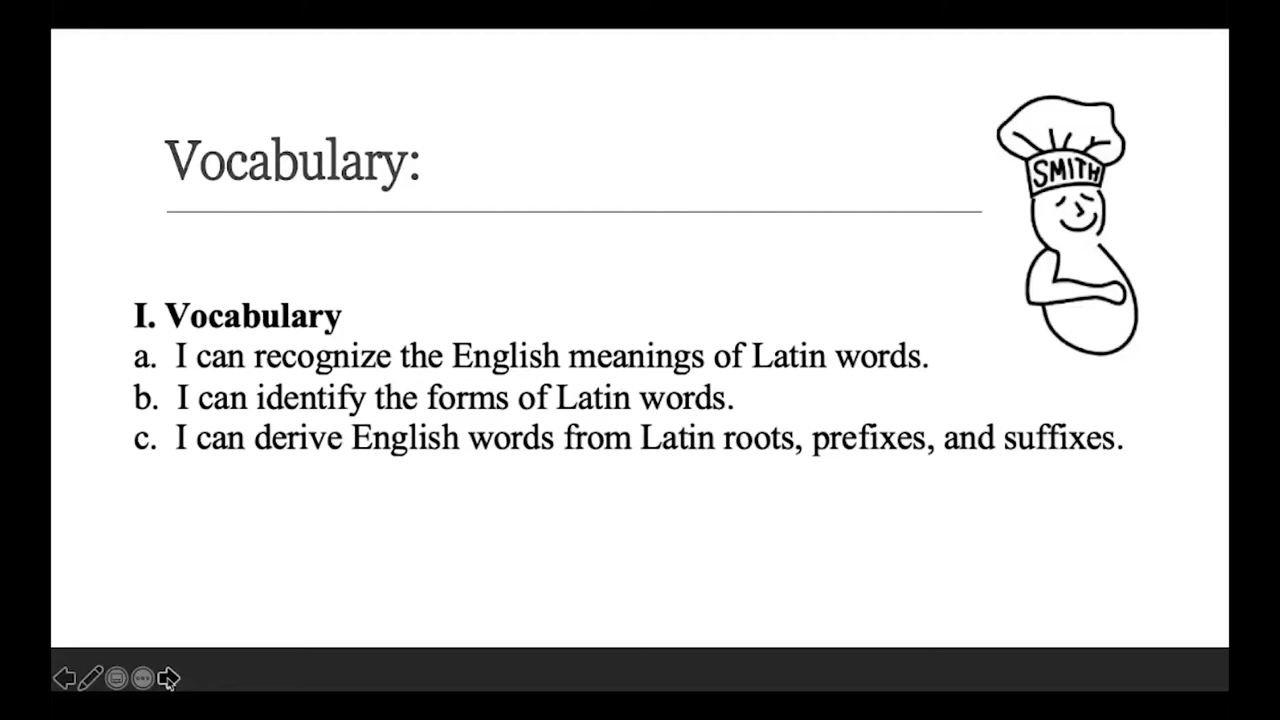 Vocabulary:
SMITH
I. Vocabulary
a. I can recognize the English meanings of Latin words.
b. I can identify the forms of Latin words.
c. I can derive English words from Latin roots, prefixes, and suffixes.